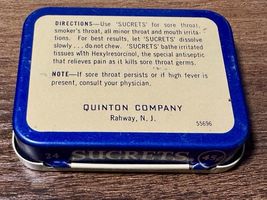 DIRECTIONS—Use 'SUCRETS' for sore throat,
smoker's throat, all minor throat and mouth irrita-
tions. For best results, let 'SUCRETS' dissolve
slowly . . . do not chew. 'SUCRETS' bathe irritated
tissues with Hexylresorcinol, the special antiseptic
that relieves pain as it kills sore throat germs.
NOTE—If sore throat persists or if high fever is
present, consult your physician.
QUINTON COMPANY
Rahway, N. J.
55696
24 SUCRETS 45¢